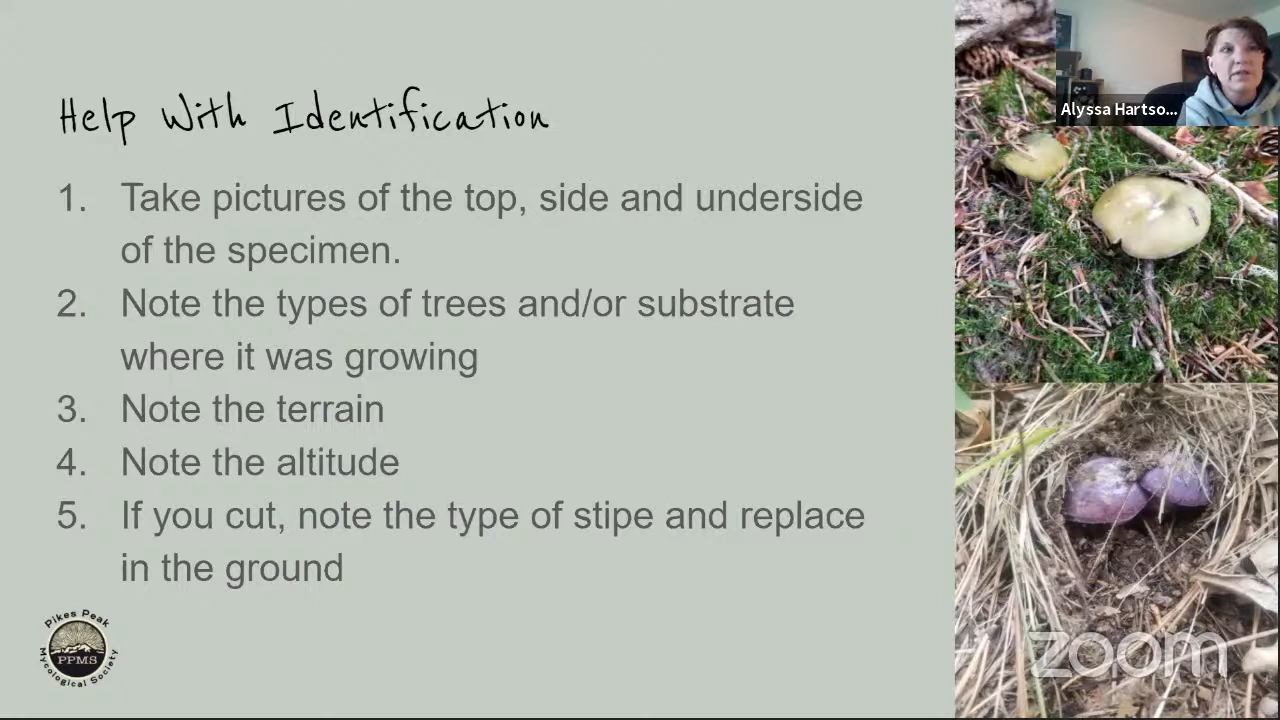 Alyssa Hartso...
Help With Identification
1. Take pictures of the top, side and underside
of the specimen.
2. Note the types of trees and/or substrate
where it was growing
3. Note the terrain
4. Note the altitude
5. If you cut, note the type of stipe and replace
in the ground
Pikes Peak
PPMS
Mycological Society
zoom